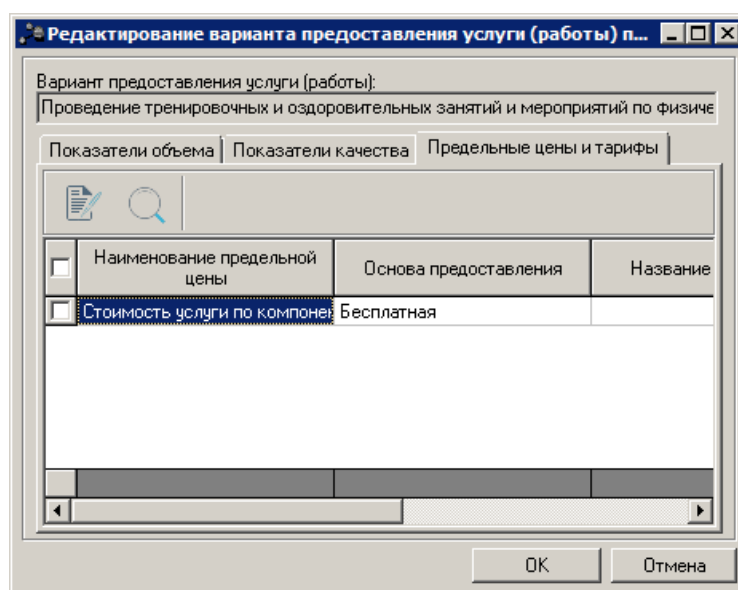 Редактирование варианта предоставления услуги (работы) п...
Вариант предоставления услуги (работы):
Проведение тренировочных и оздоровительных занятий и мероприятий по физиче
Показатели объема Показатели качества Предельные цены и тарифы
Наименование предельной цены Основа предоставления Название
Стоимость услуги по компонен Бесплатная
OK Отмена